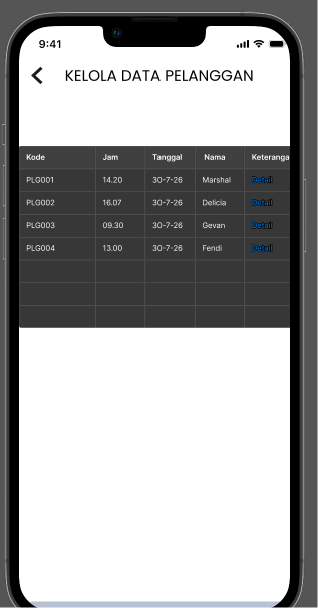 9:41
KELOLA DATA PELANGGAN
Kode Jam Tanggal Nama Keteranga
PLG001 14.20 30-7-26 Marshal Detail
PLG002 16.07 30-7-26 Delicia Detail
PLG003 09.30 30-7-26 Gevan Detail
PLG004 13.00 30-7-26 Fendi Detail